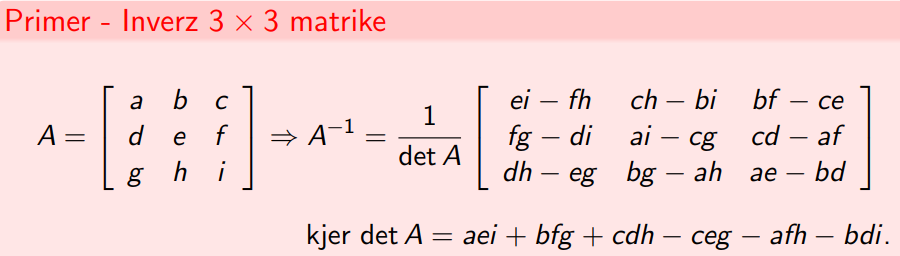 Primer - Inverz 3 × 3 matrike
A = [ a b c ; d e f ; g h i ] ⇒ A⁻¹ = 1 / det A [ ei − fh ch − bi bf − ce ; fg − di ai − cg cd − af ; dh − eg bg − ah ae − bd ]
kjer det A = aei + bfg + cdh − ceg − afh − bdi.